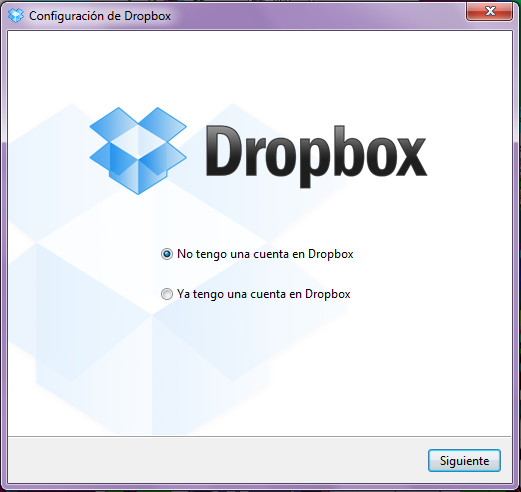 Configuración de Dropbox
Dropbox
No tengo una cuenta en Dropbox
Ya tengo una cuenta en Dropbox
Siguiente